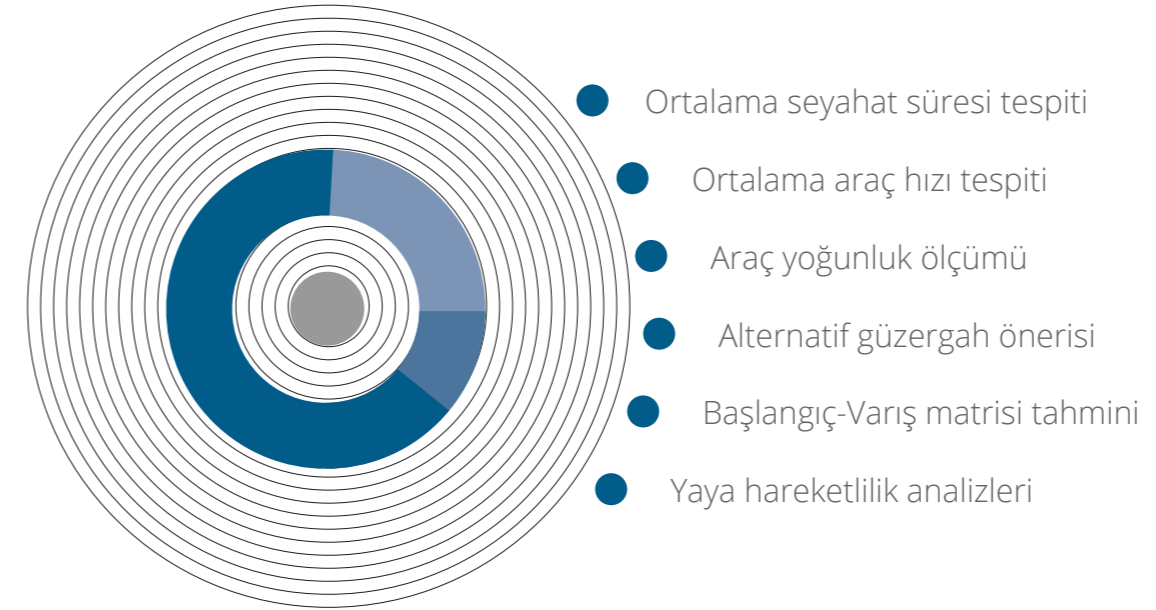 Ortalama seyahat süresi tespiti
Ortalama araç hızı tespiti
Araç yoğunluk ölçümü
Alternatif güzergah önerisi
Başlangıç-Varış matrisi tahmini
Yaya hareketlilik analizleri